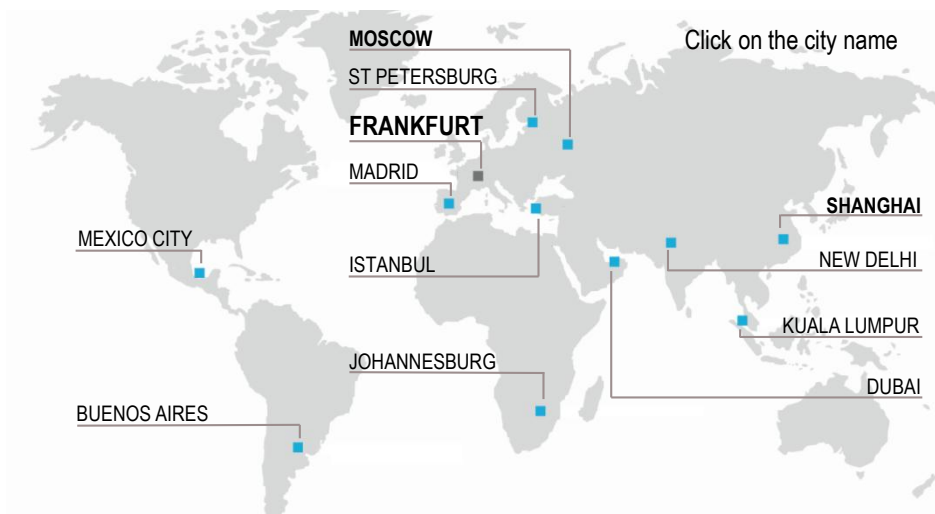 MOSCOW
Click on the city name
ST PETERSBURG
FRANKFURT
MADRID
SHANGHAI
MEXICO CITY
ISTANBUL
NEW DELHI
KUALA LUMPUR
JOHANNESBURG
DUBAI
BUENOS AIRES